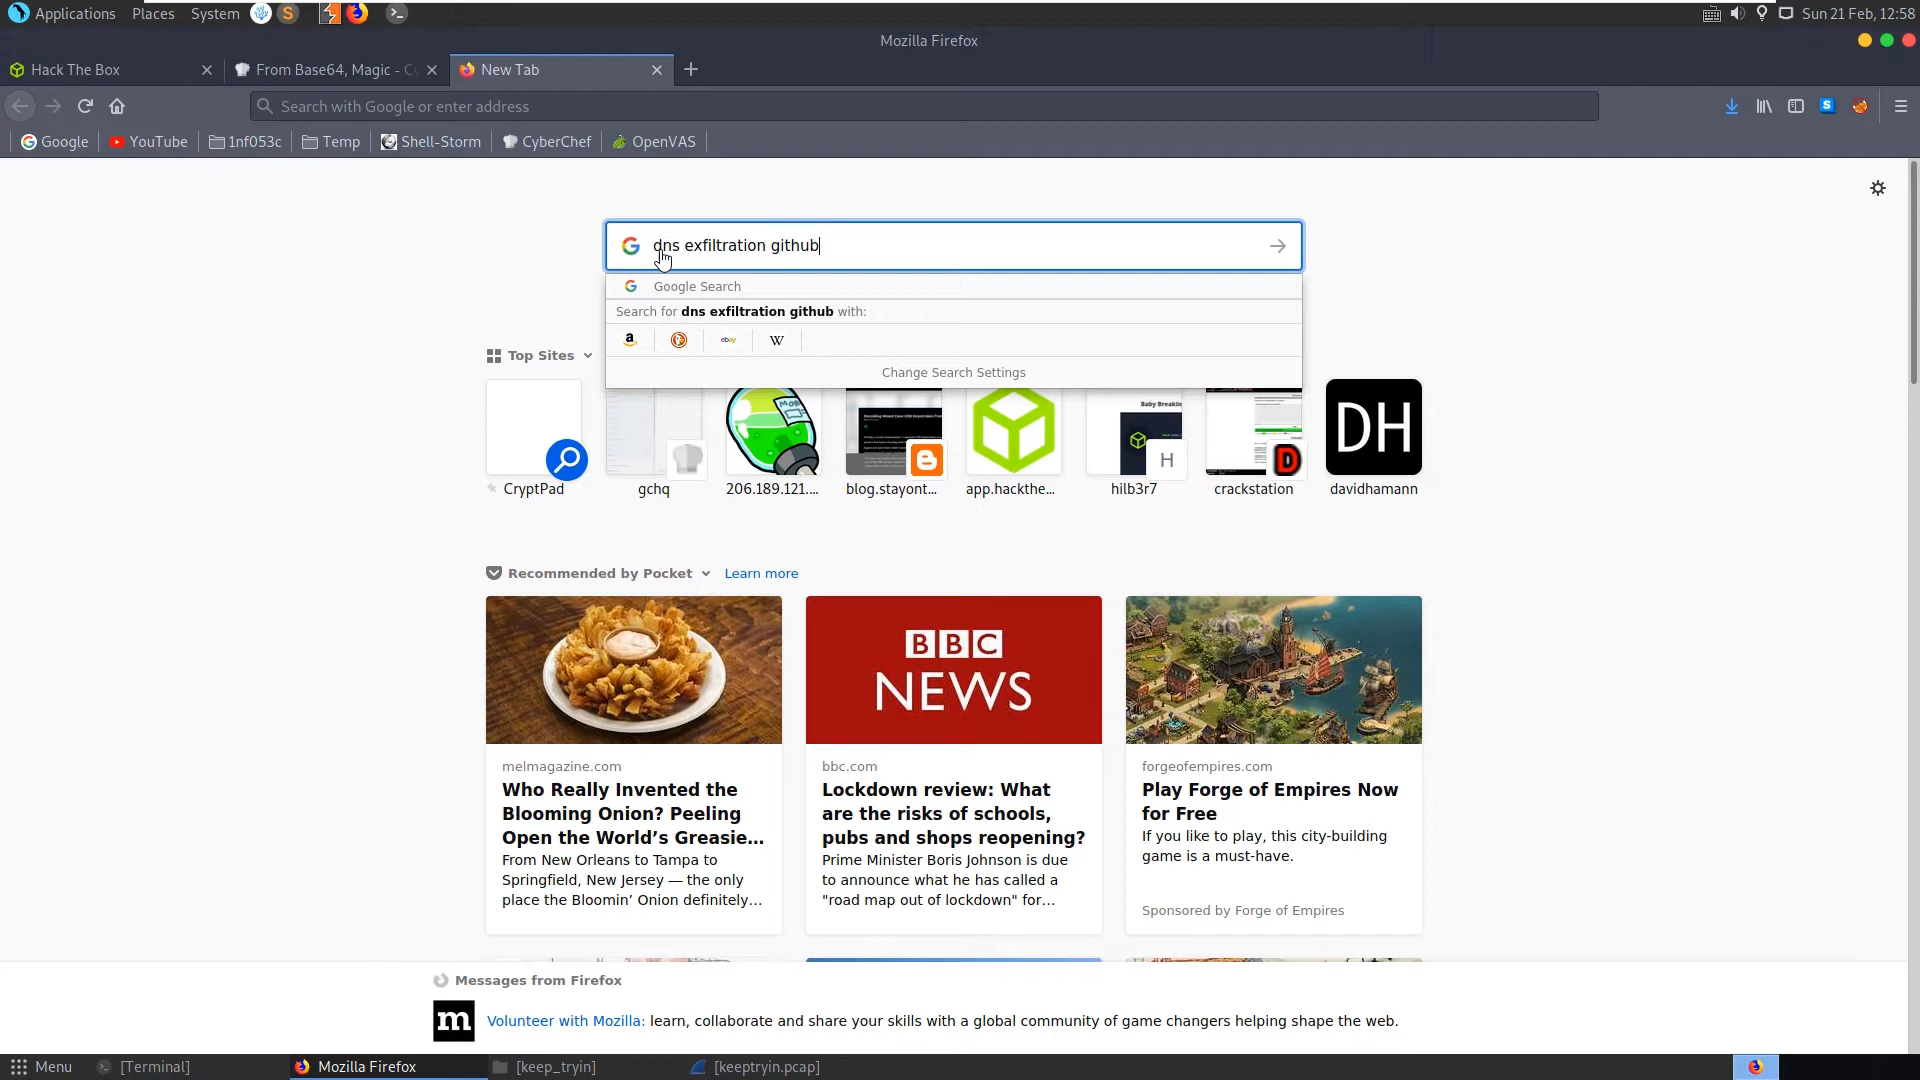 Applications Places System S Sun 21 Feb, 12:58
Mozilla Firefox
Hack The Box From Base64, Magic - Cy New Tab
Search with Google or enter address
Google YouTube 1nf053c Temp Shell-Storm CyberChef OpenVAS
dns exfiltration github
Google Search
Search for dns exfiltration github with:
a ebay W
Change Search Settings
Top Sites
MOB
Baby Breakin
H
D
DH
CryptPad gchq 206.189.121.... blog.stayont... app.hackthe... hilb3r7 crackstation davidhamann
Recommended by Pocket Learn more
BBC
NEWS
melmagazine.com
Who Really Invented the
Blooming Onion? Peeling
Open the World’s Greasie...
From New Orleans to Tampa to
Springfield, New Jersey — the only
place the Bloomin’ Onion definitely...
bbc.com
Lockdown review: What
are the risks of schools,
pubs and shops reopening?
Prime Minister Boris Johnson is due
to announce what he has called a
"road map out of lockdown" for...
forgeofempires.com
Play Forge of Empires Now
for Free
If you like to play, this city-building
game is a must-have.
Sponsored by Forge of Empires
Messages from Firefox
m Volunteer with Mozilla: learn, collaborate and share your skills with a global community of game changers helping shape the web.
Menu [Terminal] Mozilla Firefox [keep_tryin] [keeptryin.pcap]